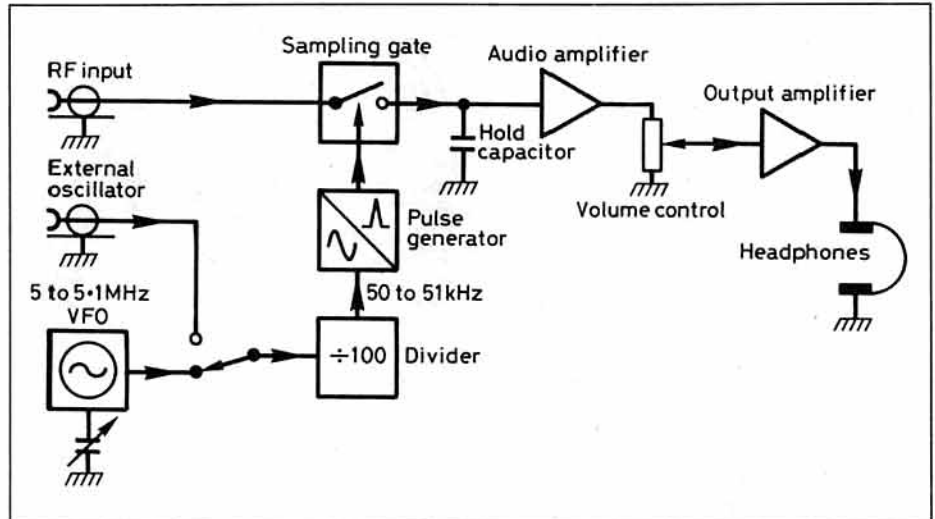 Sampling gate
Audio amplifier
RF input
Output amplifier
Hold
capacitor
External
oscillator
Volume control
Pulse
generator
Headphones
5 to 5·1MHz
VFO
50 to 51kHz
÷100
Divider